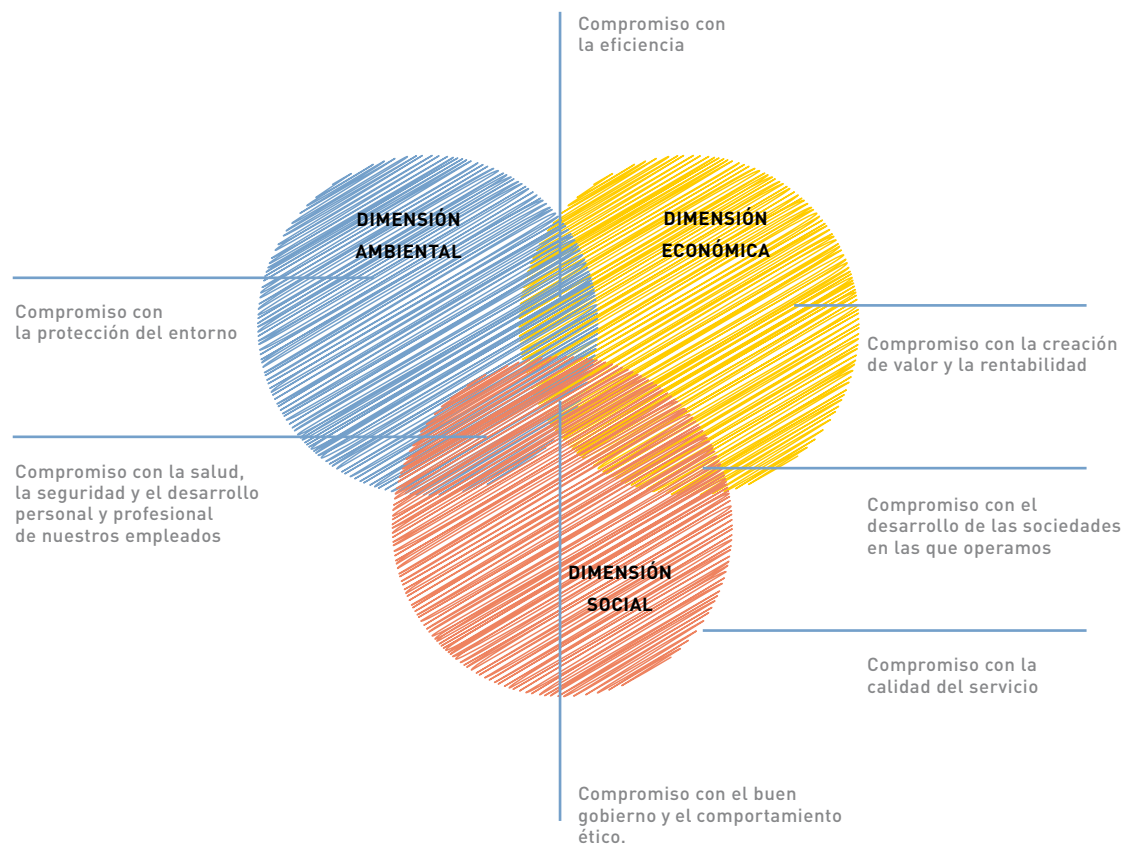 Compromiso con
la eficiencia
DIMENSIÓN
AMBIENTAL
DIMENSIÓN
ECONÓMICA
Compromiso con
la protección del entorno
Compromiso con la creación
de valor y la rentabilidad
Compromiso con la salud,
la seguridad y el desarrollo
personal y profesional
de nuestros empleados
Compromiso con el
desarrollo de las sociedades
en las que operamos
DIMENSIÓN
SOCIAL
Compromiso con la
calidad del servicio
Compromiso con el buen
gobierno y el comportamiento
ético.